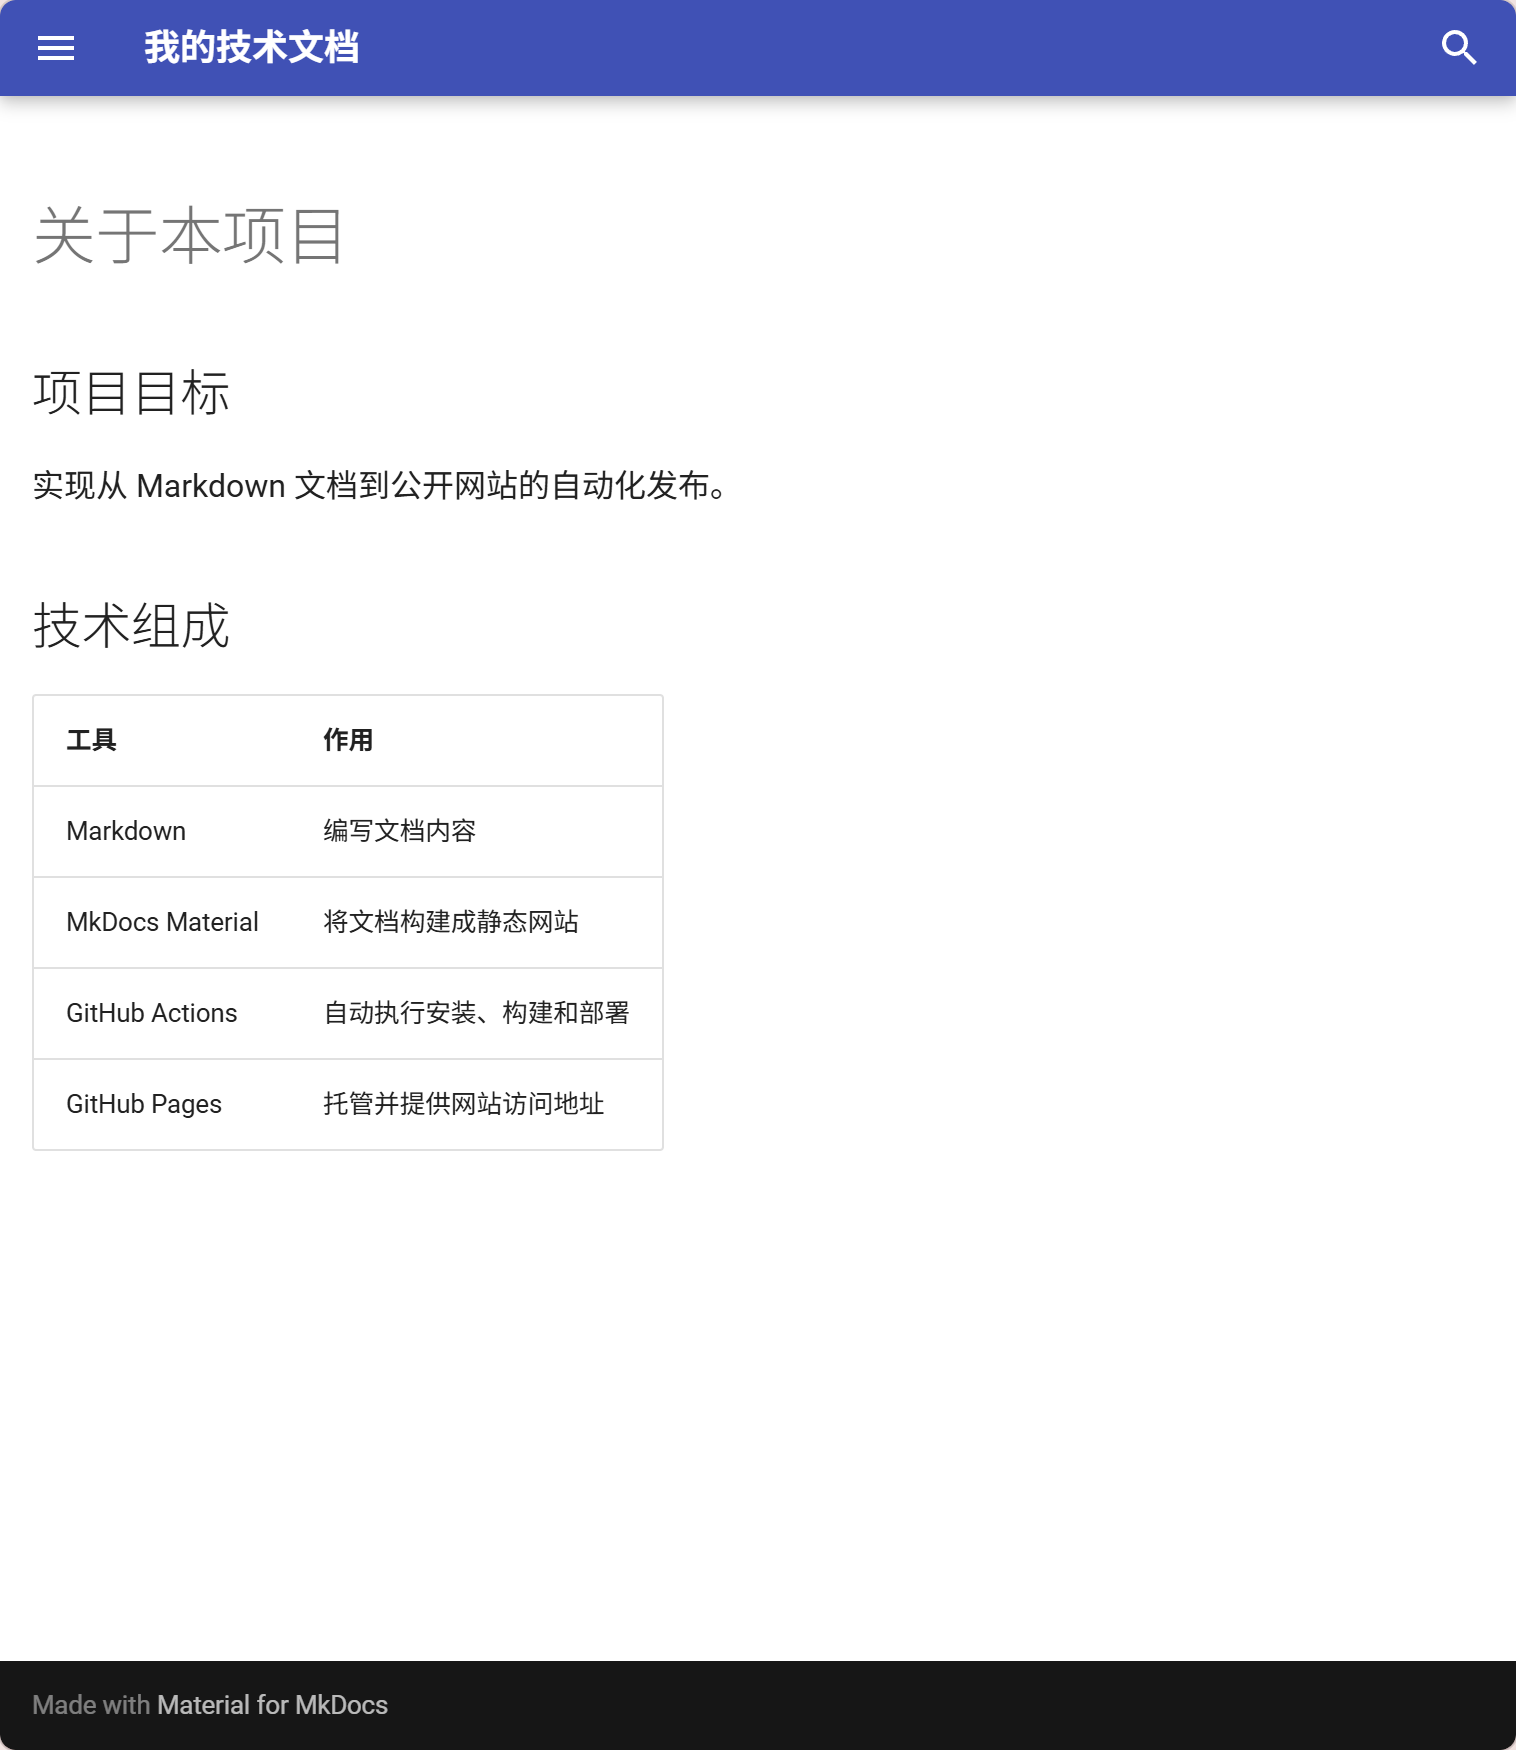 我的技术文档
关于本项目
项目目标
实现从 Markdown 文档到公开网站的自动化发布。
技术组成
工具 作用
Markdown 编写文档内容
MkDocs Material 将文档构建成静态网站
GitHub Actions 自动执行安装、构建和部署
GitHub Pages 托管并提供网站访问地址
Made with Material for MkDocs